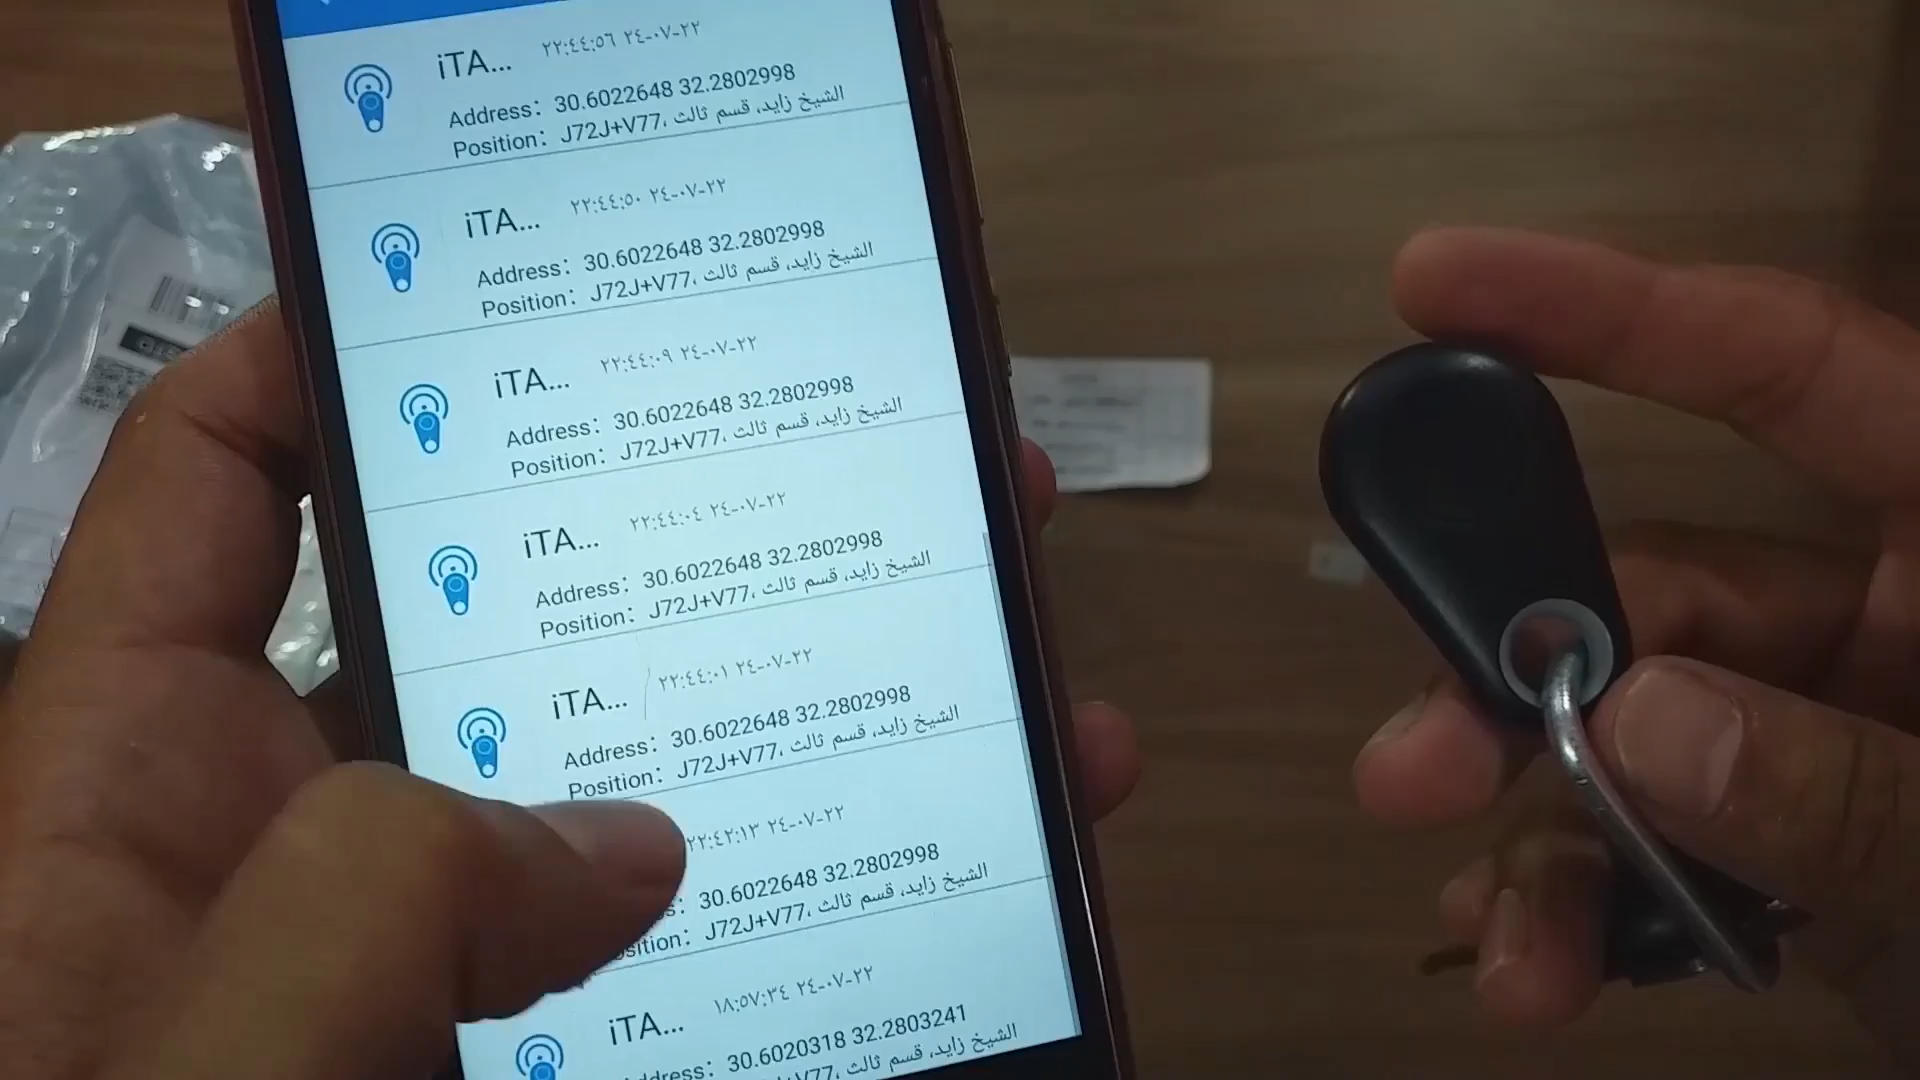 iTA... ٢٢:٤٤:٥٦ ٢٤-٠٧-٢٢
Address: 30.6022648 32.2802998
Position: J72J+V77، الشيخ زايد، قسم ثالث
iTA... ٢٢:٤٤:٥٠ ٢٤-٠٧-٢٢
Address: 30.6022648 32.2802998
Position: J72J+V77، الشيخ زايد، قسم ثالث
iTA... ٢٢:٤٤:٠٩ ٢٤-٠٧-٢٢
Address: 30.6022648 32.2802998
Position: J72J+V77، الشيخ زايد، قسم ثالث
iTA... ٢٢:٤٤:٠٤ ٢٤-٠٧-٢٢
Address: 30.6022648 32.2802998
Position: J72J+V77، الشيخ زايد، قسم ثالث
iTA... ٢٢:٤٤:٠١ ٢٤-٠٧-٢٢
Address: 30.6022648 32.2802998
Position: J72J+V77، الشيخ زايد، قسم ثالث
٢٢:٤٢:١٣ ٢٤-٠٧-٢٢
s: 30.6022648 32.2802998
sition: J72J+V77، الشيخ زايد، قسم ثالث
iTA... ١٨:٥٧:٣٤ ٢٤-٠٧-٢٢
ddress: 30.6020318 32.2803241
J72J+V77، الشيخ زايد، قسم ثالث